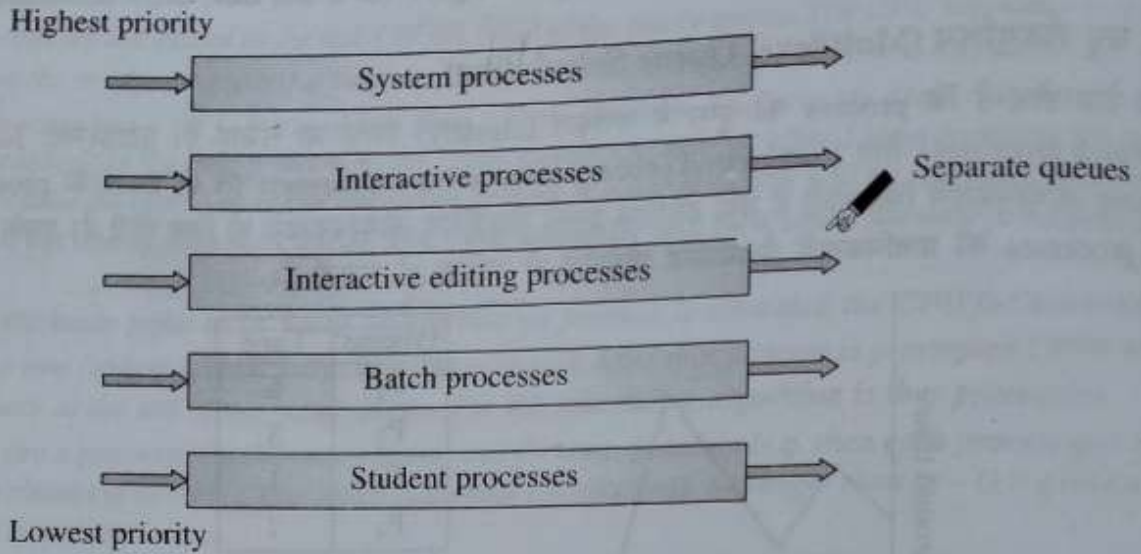 Highest priority
System processes
Interactive processes
Separate queues
Interactive editing processes
Batch processes
Student processes
Lowest priority